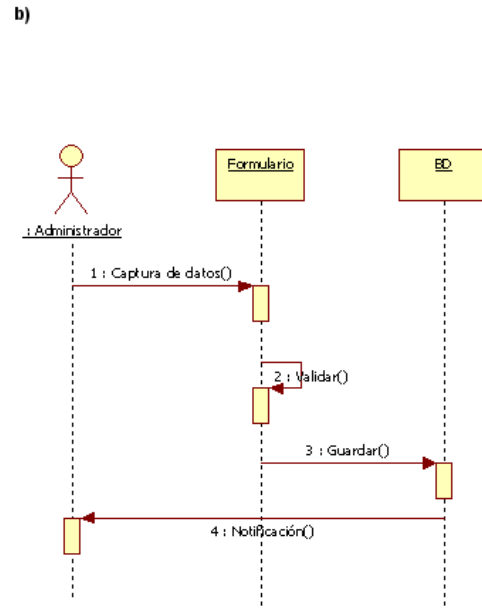 b)
Formulario
BD
: Administrador
1 : Captura de datos()
2 : Validar()
3 : Guardar()
4 : Notificación()